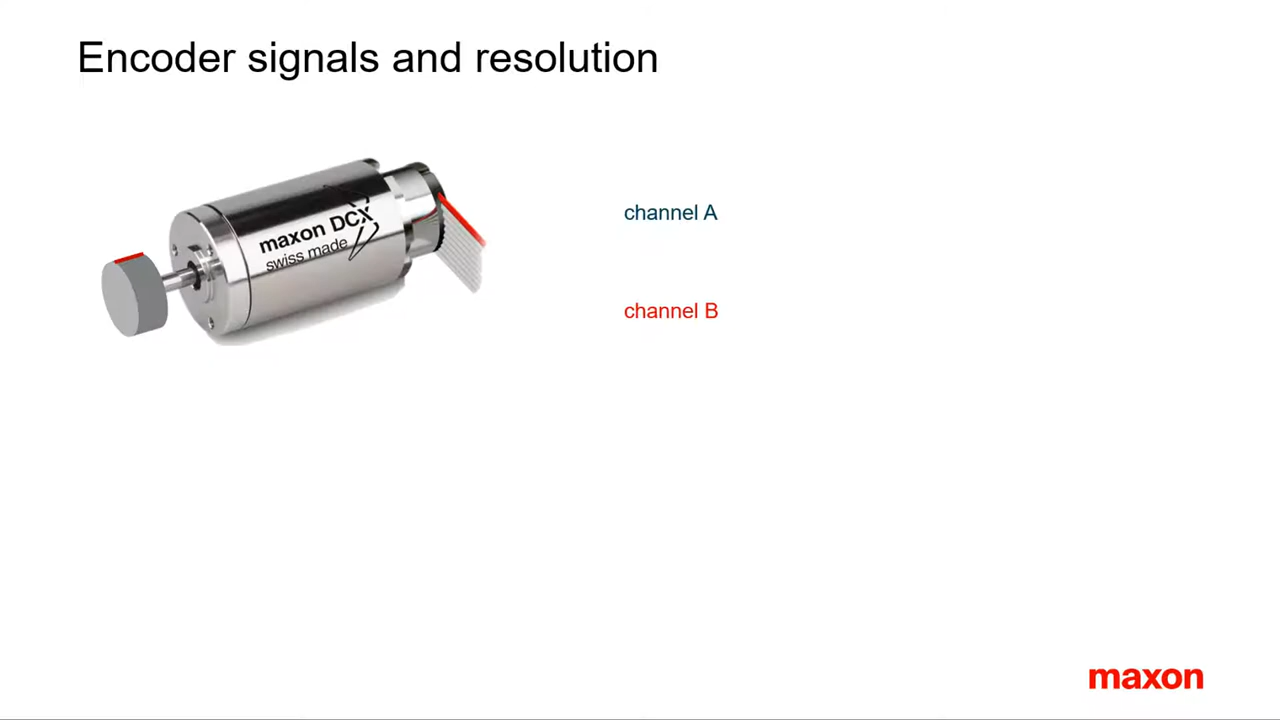 Encoder signals and resolution
maxon DCX
swiss made
channel A
channel B
maxon